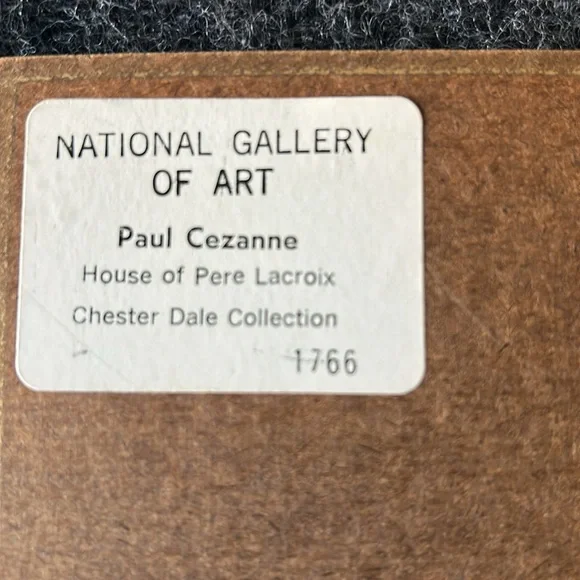 NATIONAL GALLERY
OF ART
Paul Cezanne
House of Pere Lacroix
Chester Dale Collection
1766